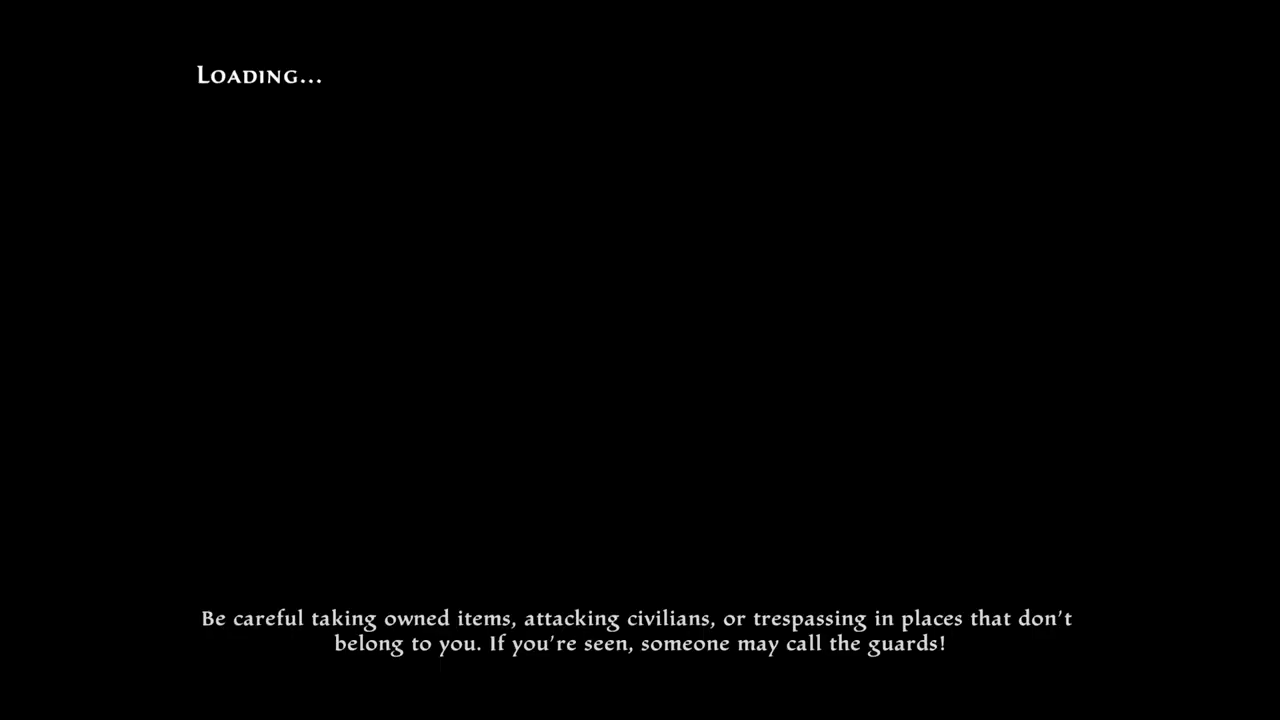 Loading...
Be careful taking owned items, attacking civilians, or trespassing in places that don't
belong to you. If you're seen, someone may call the guards!